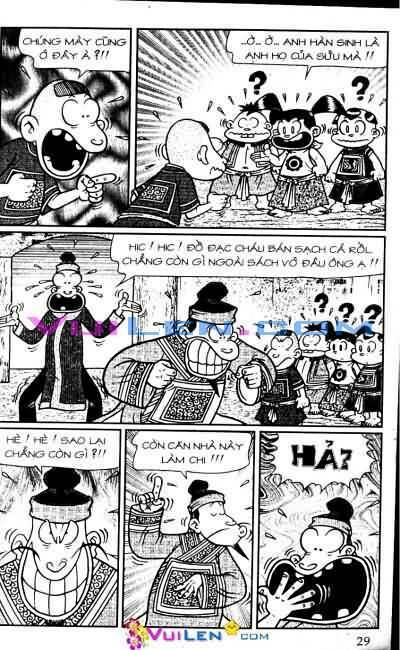 CHÚNG MÀY CŨNG
Ở ĐÂY À ?!!
...Ờ... Ờ... ANH HÀN SINH LÀ
ANH HỌ CỦA SỬU MÀ !!
?
?
HIC ! HIC ! ĐỒ ĐẠC CHÁU BÁN SẠCH CẢ RỒI,
CHẲNG CÒN GÌ NGOÀI SÁCH VỞ ĐÂU ÔNG Ạ !!
? ? ? ?
VUILEN.COM
HÈ ! HÈ ! SAO LẠI
CHẲNG CÒN GÌ ?!!
CÒN CĂN NHÀ NÀY
LÀM CHI !!!
HẢ?
29
VUILEN.COM